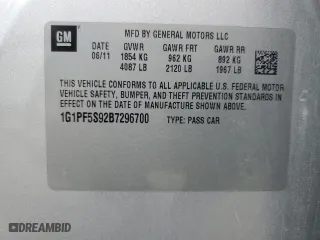 GM
MFD BY GENERAL MOTORS LLC
DATE GVWR GAWR FRT GAWR RR
06/11 1854 KG 962 KG 892 KG
4087 LB 2120 LB 1967 LB
THIS VEHICLE CONFORMS TO ALL APPLICABLE U.S. FEDERAL MOTOR
VEHICLE SAFETY, BUMPER, AND THEFT PREVENTION STANDARDS IN
EFFECT ON THE DATE OF MANUFACTURE SHOWN ABOVE.
1G1PF5S92B7296700 TYPE: PASS CAR
DREAMBID